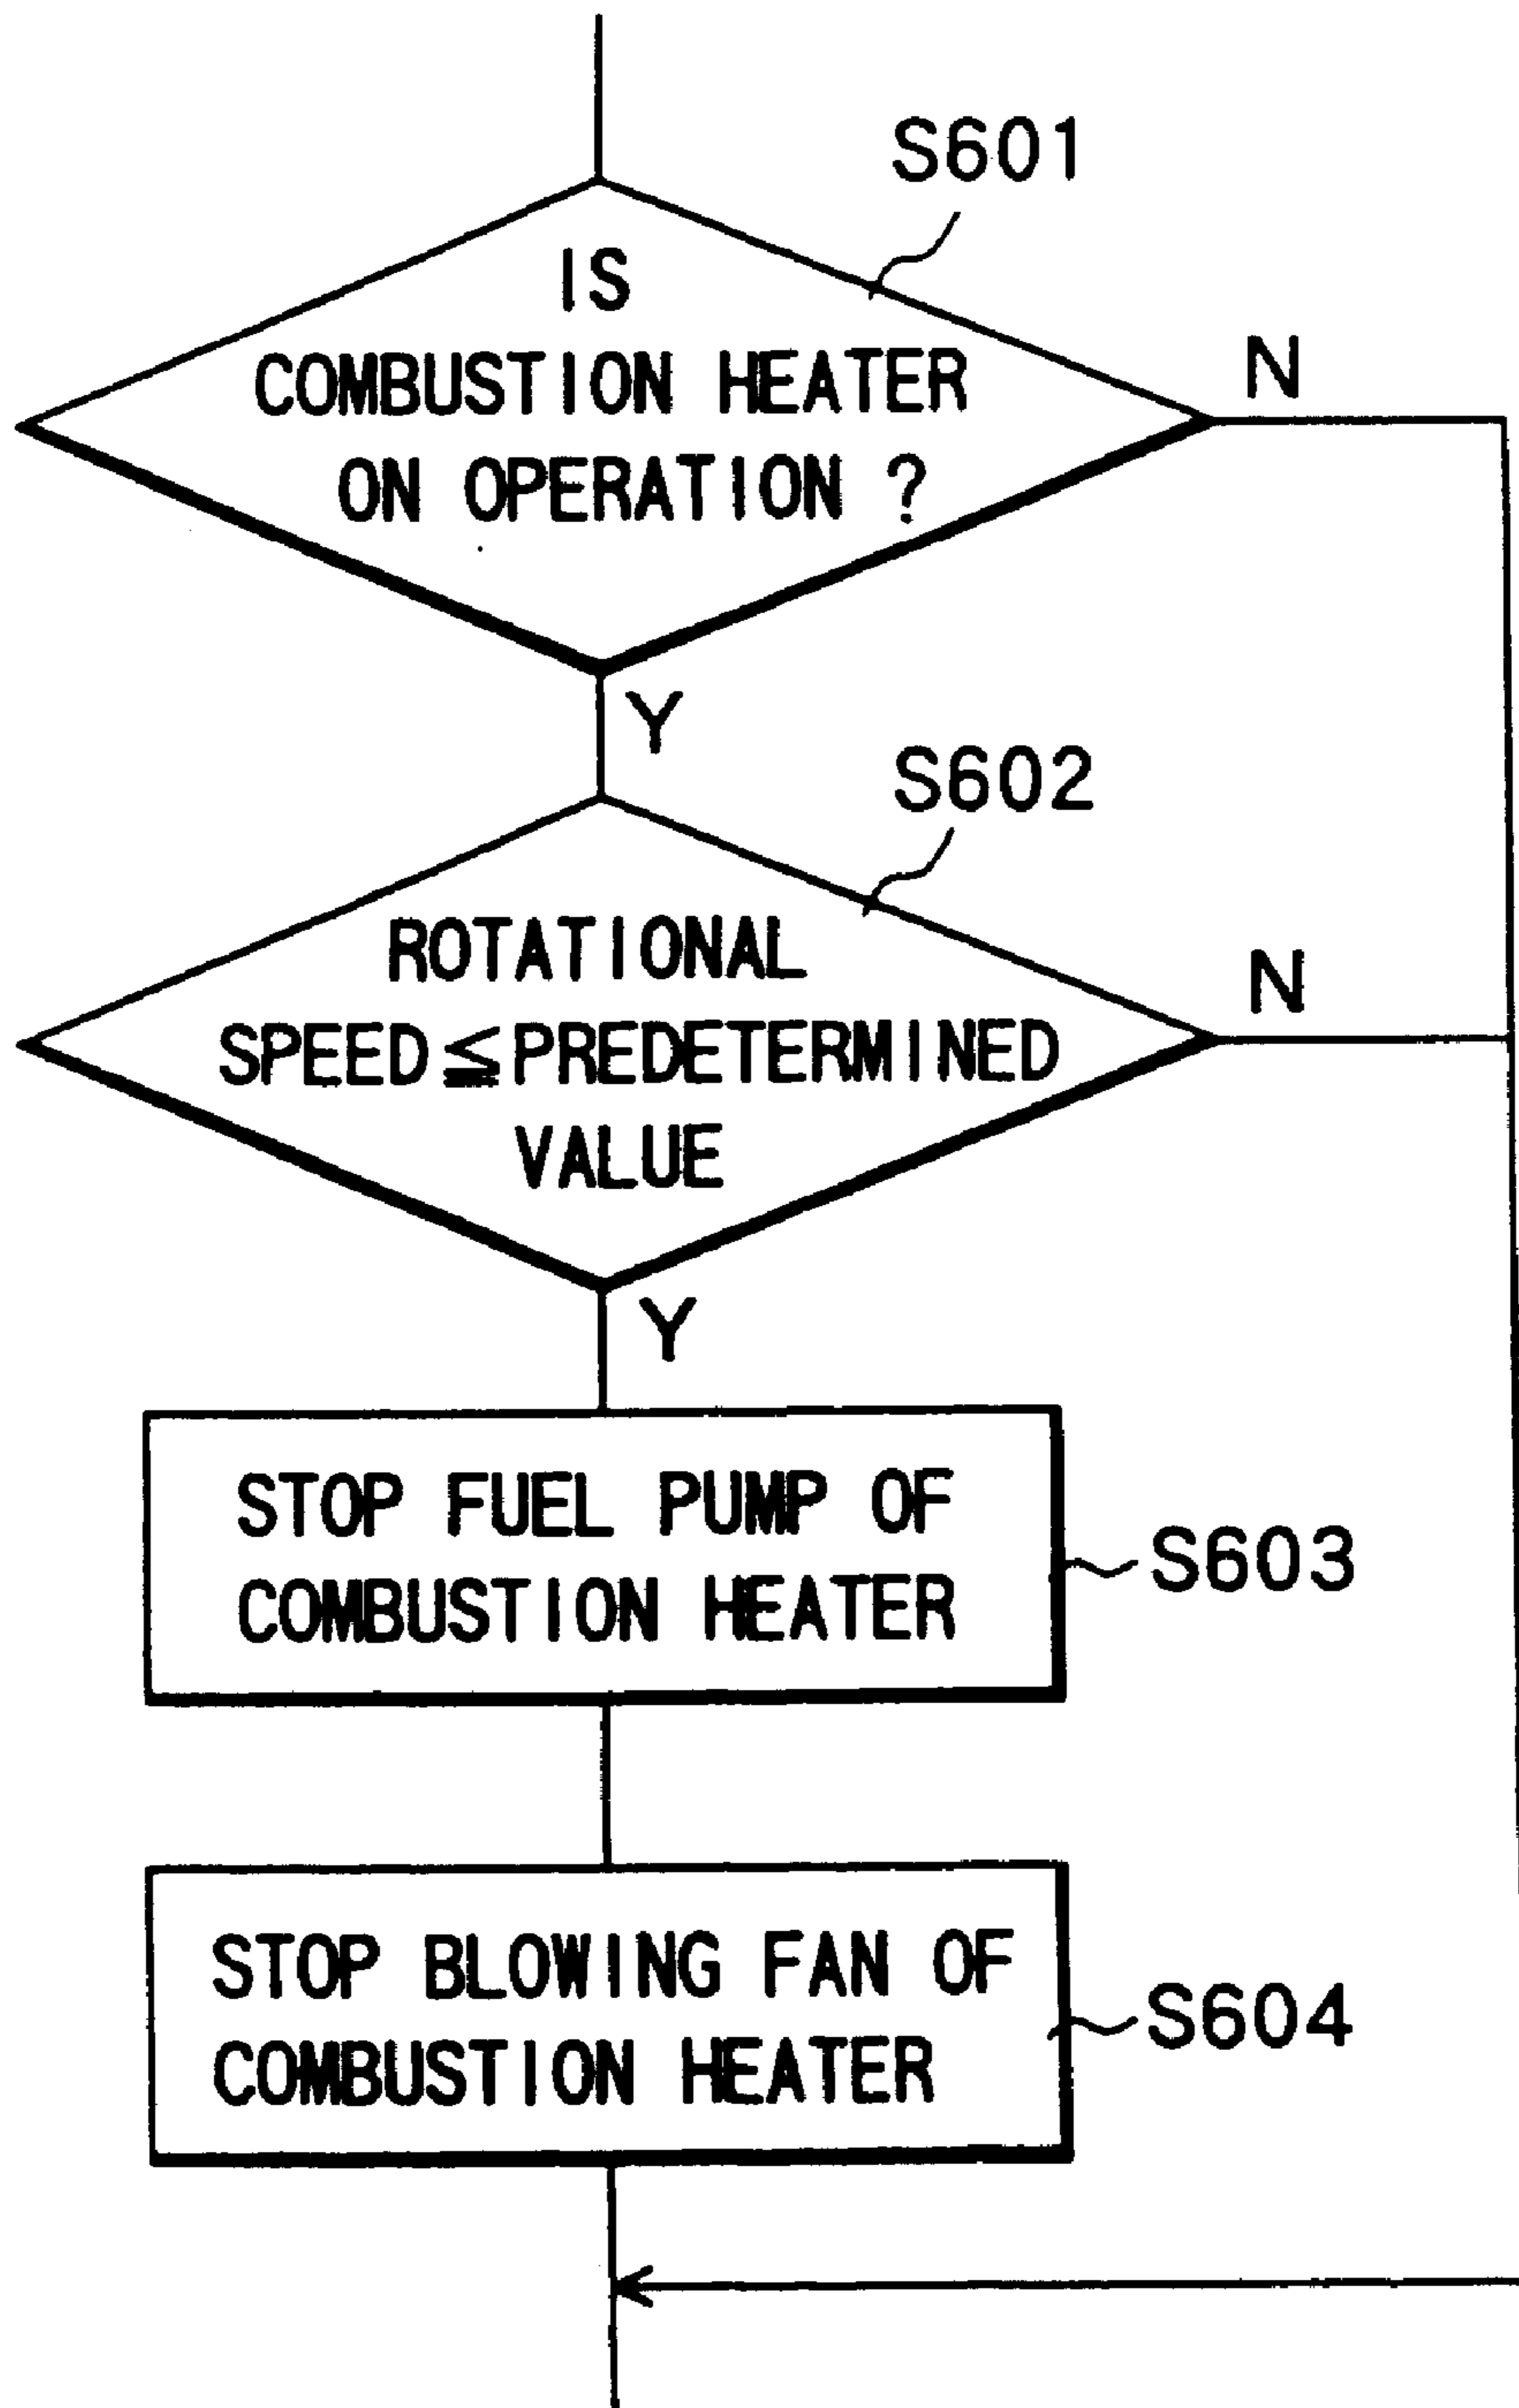 S601
IS
COMBUSTION HEATER
ON OPERATION ?
N
Y
S602
ROTATIONAL
SPEED≦PREDETERMINED
VALUE
N
Y
STOP FUEL PUMP OF
COMBUSTION HEATER
S603
STOP BLOWING FAN OF
COMBUSTION HEATER
S604